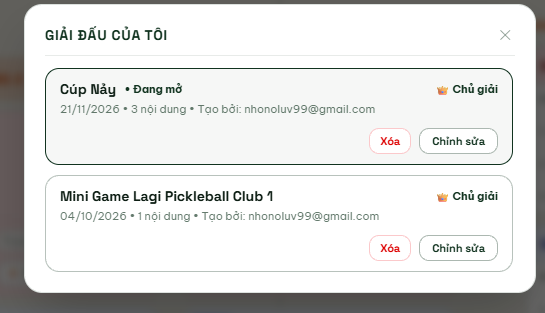 GIẢI ĐẤU CỦA TÔI
Cúp Nảy • Đang mở
Chủ giải
21/11/2026 • 3 nội dung • Tạo bởi: nhonoluv99@gmail.com
Xóa Chỉnh sửa
Mini Game Lagi Pickleball Club 1
Chủ giải
04/10/2026 • 1 nội dung • Tạo bởi: nhonoluv99@gmail.com
Xóa Chỉnh sửa